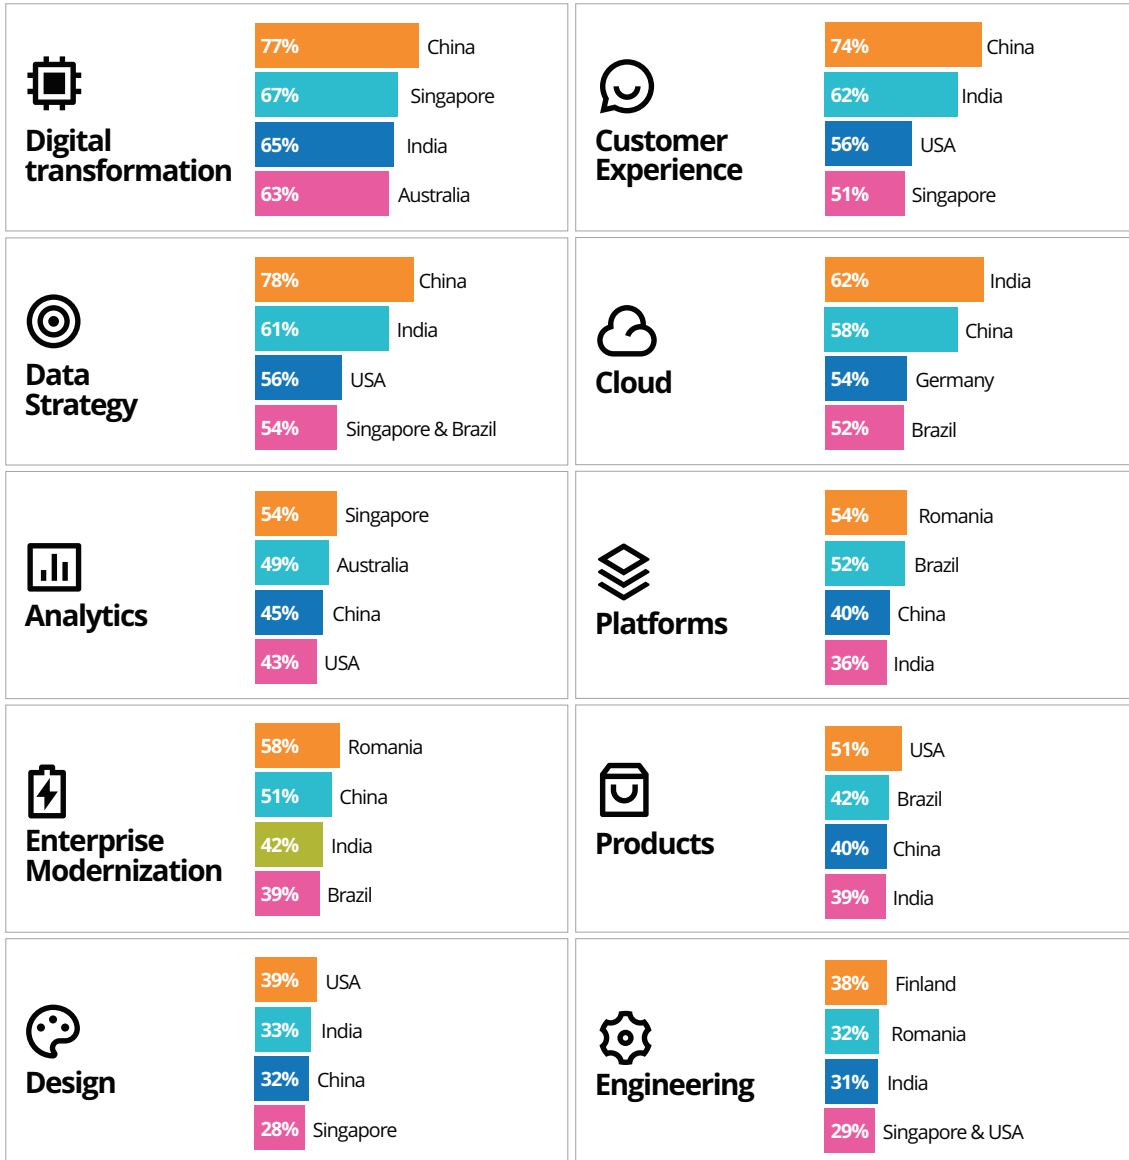 Digital
transformation
77% China
67% Singapore
65% India
63% Australia
Customer
Experience
74% China
62% India
56% USA
51% Singapore
Data
Strategy
78% China
61% India
56% USA
54% Singapore & Brazil
Cloud
62% India
58% China
54% Germany
52% Brazil
Analytics
54% Singapore
49% Australia
45% China
43% USA
Platforms
54% Romania
52% Brazil
40% China
36% India
Enterprise
Modernization
58% Romania
51% China
42% India
39% Brazil
Products
51% USA
42% Brazil
40% China
39% India
Design
39% USA
33% India
32% China
28% Singapore
Engineering
38% Finland
32% Romania
31% India
29% Singapore & USA